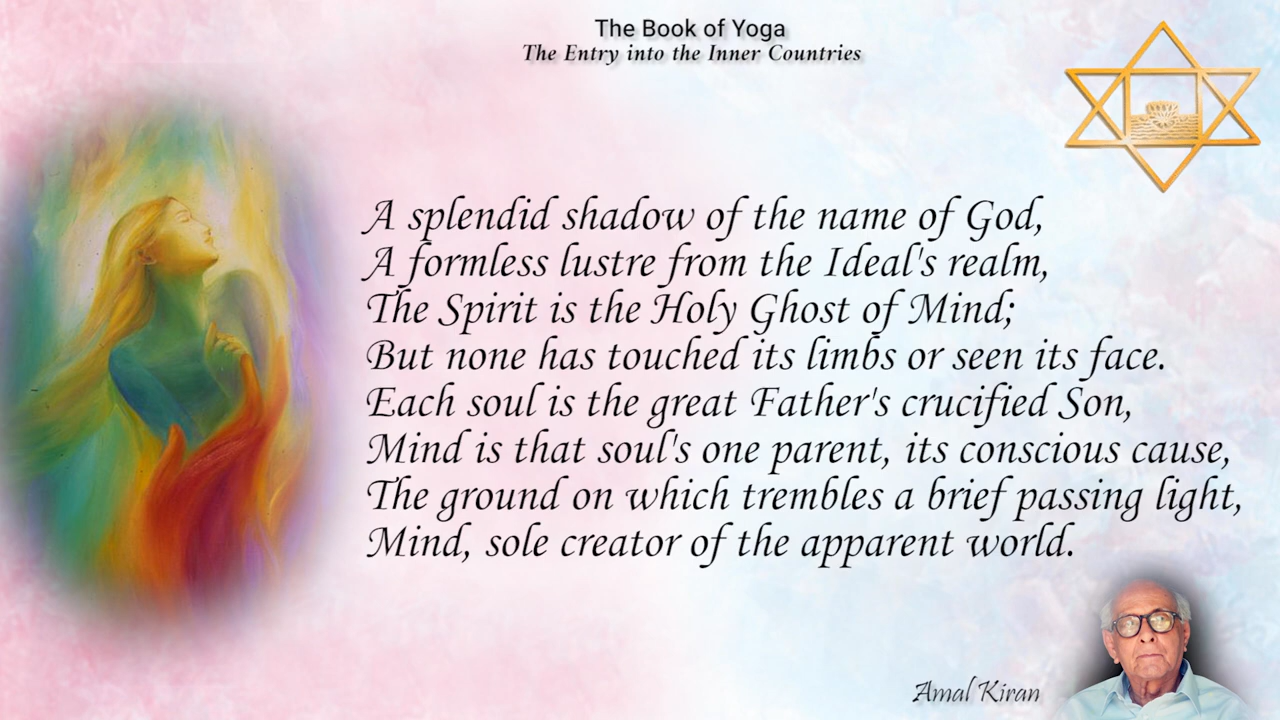 The Book of Yoga
The Entry into the Inner Countries
A splendid shadow of the name of God,
A formless lustre from the Ideal's realm,
The Spirit is the Holy Ghost of Mind;
But none has touched its limbs or seen its face.
Each soul is the great Father's crucified Son,
Mind is that soul's one parent, its conscious cause,
The ground on which trembles a brief passing light,
Mind, sole creator of the apparent world.
Amal Kiran